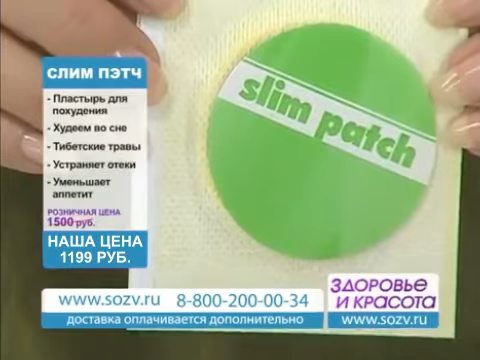 СЛИМ ПЭТЧ
- Пластырь для
похудения
- Худеем во сне
- Тибетские травы
- Устраняет отеки
- Уменьшает
аппетит
РОЗНИЧНАЯ ЦЕНА
1500 руб.
НАША ЦЕНА
1199 РУБ.
slim patch
www.sozv.ru 8-800-200-00-34
доставка оплачивается дополнительно
ЗДОРОВЬЕ
И КРАСОТА
www.sozv.ru